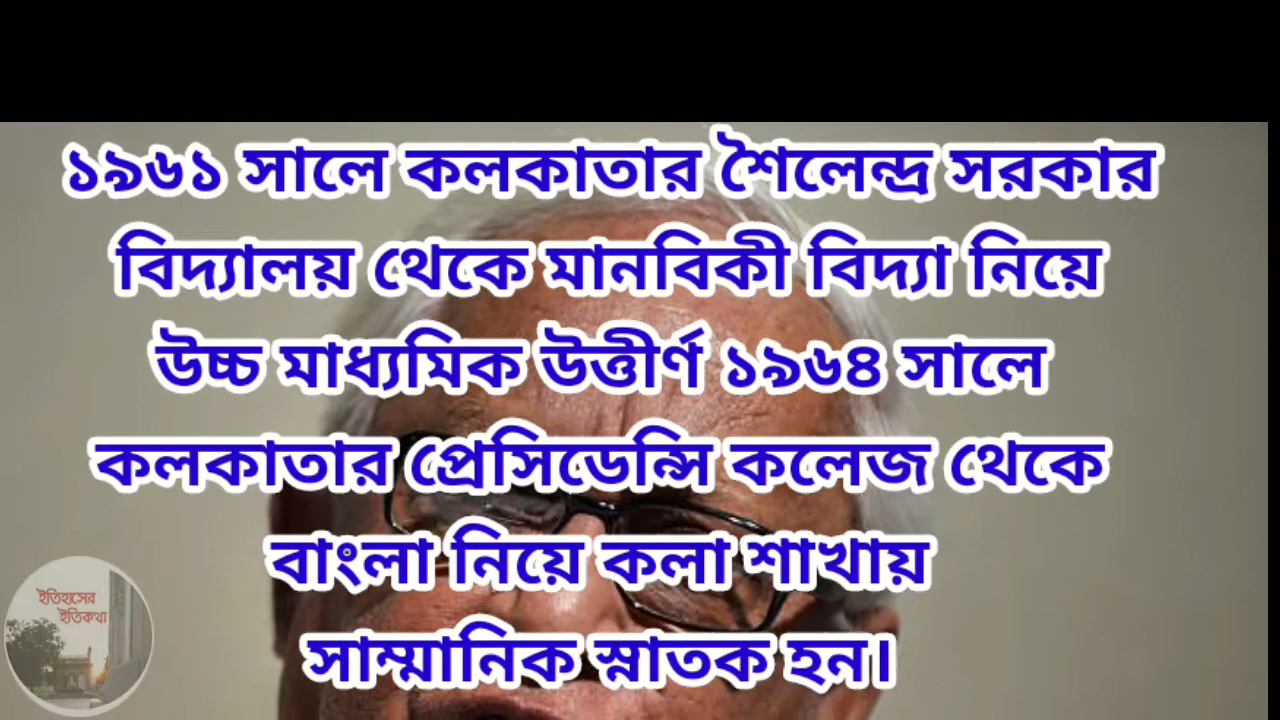 ১৯৬১ সালে কলকাতার শৈলেন্দ্র সরকার
বিদ্যালয় থেকে মানবিকী বিদ্যা নিয়ে
উচ্চ মাধ্যমিক উত্তীর্ণ ১৯৬৪ সালে
কলকাতার প্রেসিডেন্সি কলেজ থেকে
বাংলা নিয়ে কলা শাখায়
সাম্মানিক স্নাতক হন।
ইতিহাসের
ইতিকথা